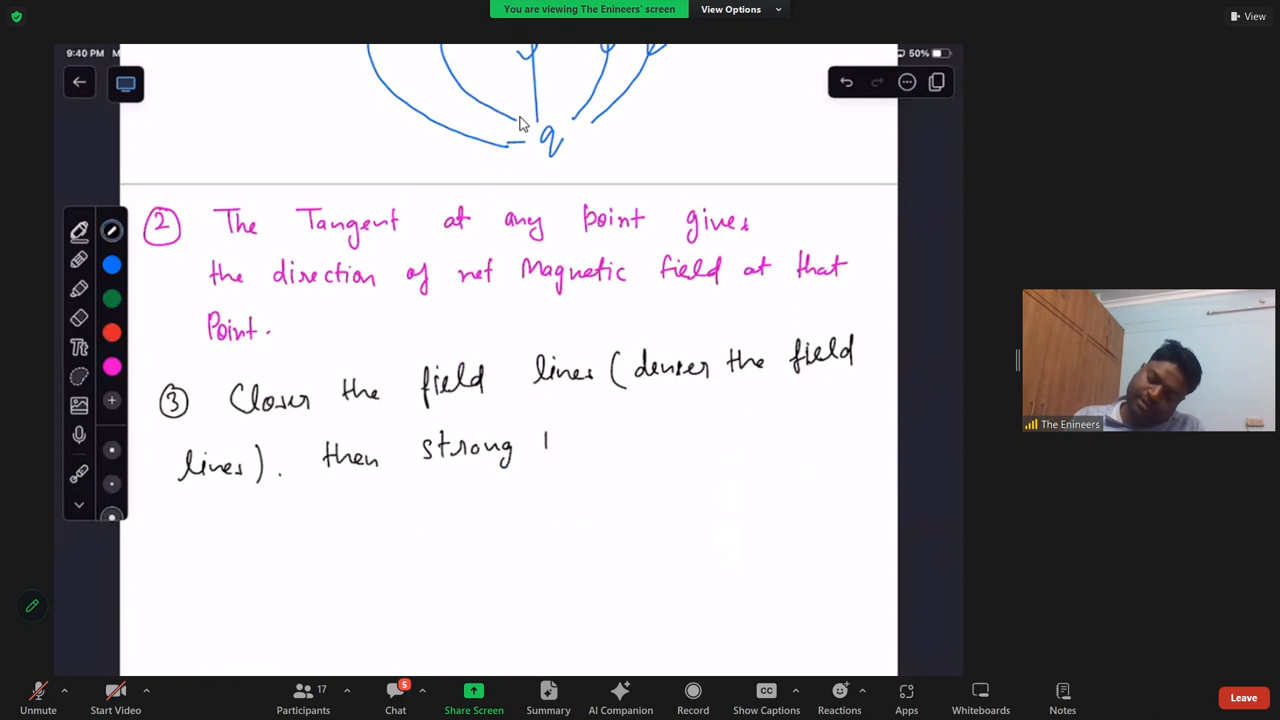 You are viewing The Enineers' screen
View Options
View
9:40 PM M
50%
- q
② The Tangent at any point gives
the direction of net Magnetic field at that
Point.
③ Closer the field lines (denser the field
lines). then strong
The Enineers
Unmute
Start Video
17
Participants
5
Chat
Share Screen
Summary
AI Companion
Record
CC
Show Captions
Reactions
Apps
Whiteboards
Notes
Leave